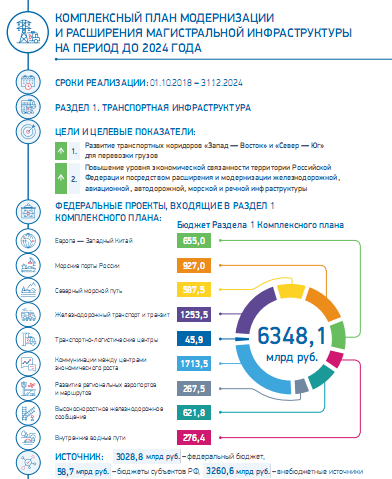 КОМПЛЕКСНЫЙ ПЛАН МОДЕРНИЗАЦИИ
И РАСШИРЕНИЯ МАГИСТРАЛЬНОЙ ИНФРАСТРУКТУРЫ
НА ПЕРИОД ДО 2024 ГОДА
СРОКИ РЕАЛИЗАЦИИ: 01.10.2018 – 31.12.2024
РАЗДЕЛ 1. ТРАНСПОРТНАЯ ИНФРАСТРУКТУРА
ЦЕЛИ И ЦЕЛЕВЫЕ ПОКАЗАТЕЛИ:
1. Развитие транспортных коридоров «Запад — Восток» и «Север — Юг»
для перевозки грузов
2. Повышение уровня экономической связанности территории Российской
Федерации посредством расширения и модернизации железнодорожной,
авиационной, автодорожной, морской и речной инфраструктуры
ФЕДЕРАЛЬНЫЕ ПРОЕКТЫ, ВХОДЯЩИЕ В РАЗДЕЛ 1
КОМПЛЕКСНОГО ПЛАНА:
Бюджет Раздела 1 Комплексного плана
Европа — Западный Китай 655,0
Морские порты России 927,0
Северный морской путь 587,5
Железнодорожный транспорт и транзит 1253,5
Транспортно-логистические центры 45,9
Коммуникации между центрами
экономического роста 1713,5
Развитие региональных аэропортов
и маршрутов 267,5
Высокоскоростное железнодорожное
сообщение 621,8
Внутренние водные пути 276,4
6348,1
млрд руб.
ИСТОЧНИК: 3028,8 млрд руб. – федеральный бюджет,
58,7 млрд руб. – бюджеты субъектов РФ, 3260,6 млрд руб. – внебюджетные источники